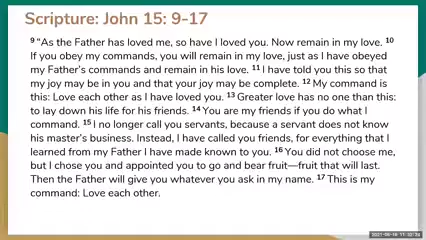 Scripture: John 15: 9-17
9 “As the Father has loved me, so have I loved you. Now remain in my love. 10
If you obey my commands, you will remain in my love, just as I have obeyed
my Father’s commands and remain in his love. 11 I have told you this so that
my joy may be in you and that your joy may be complete. 12 My command is
this: Love each other as I have loved you. 13 Greater love has no one than this:
to lay down his life for his friends. 14 You are my friends if you do what I
command. 15 I no longer call you servants, because a servant does not know
his master’s business. Instead, I have called you friends, for everything that I
learned from my Father I have made known to you. 16 You did not choose me,
but I chose you and appointed you to go and bear fruit—fruit that will last.
Then the Father will give you whatever you ask in my name. 17 This is my
command: Love each other.